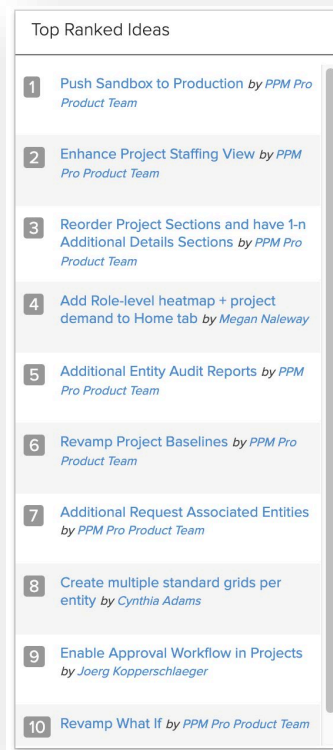 Top Ranked Ideas
1 Push Sandbox to Production by PPM Pro
Product Team
2 Enhance Project Staffing View by PPM
Pro Product Team
3 Reorder Project Sections and have 1-n
Additional Details Sections by PPM Pro
Product Team
4 Add Role-level heatmap + project
demand to Home tab by Megan Naleway
5 Additional Entity Audit Reports by PPM
Pro Product Team
6 Revamp Project Baselines by PPM Pro
Product Team
7 Additional Request Associated Entities
by PPM Pro Product Team
8 Create multiple standard grids per
entity by Cynthia Adams
9 Enable Approval Workflow in Projects
by Joerg Kopperschlaeger
10 Revamp What If by PPM Pro Product Team